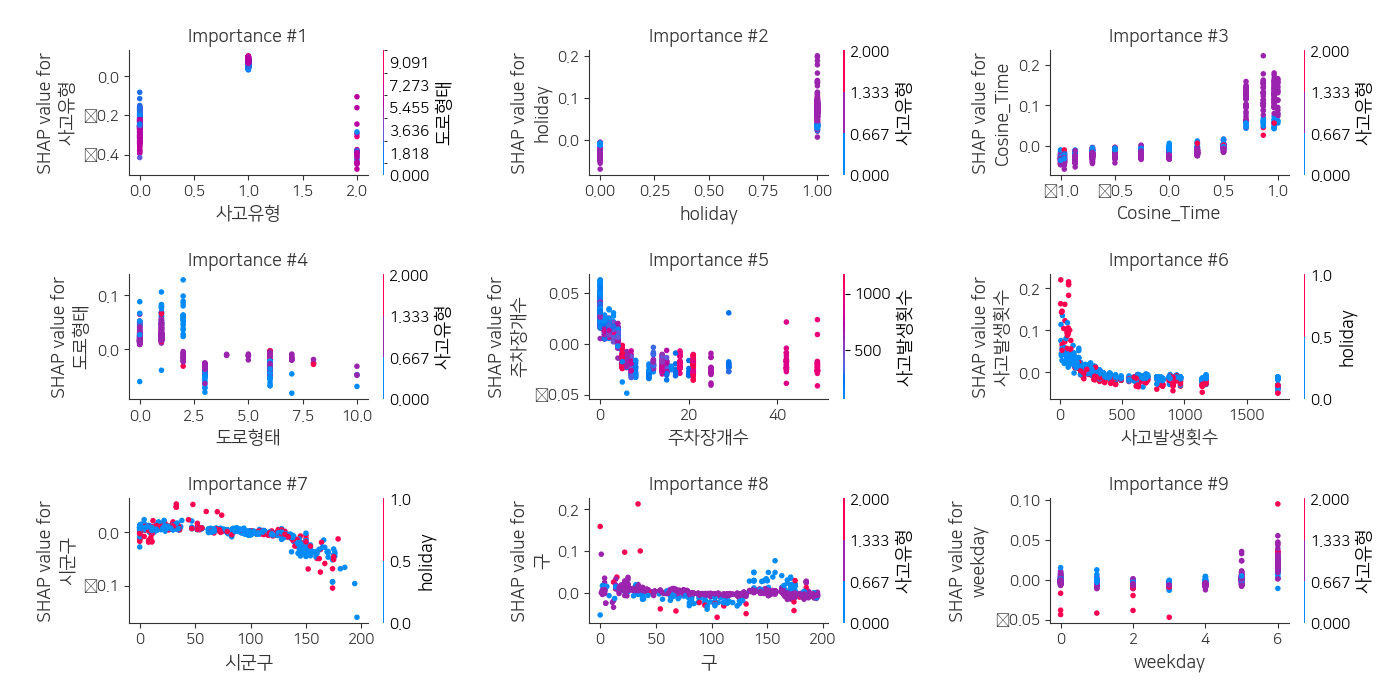 Importance #1
SHAP value for
사고유형
0.0
0.2
0.4
0.0 0.5 1.0 1.5 2.0
사고유형
9.091
7.273
5.455
3.636
1.818
0.000
도로형태
Importance #2
SHAP value for
holiday
0.2
0.1
0.0
0.00 0.25 0.50 0.75 1.00
holiday
2.000
1.333
0.667
0.000
사고유형
Importance #3
SHAP value for
Cosine_Time
0.1
0.0
1.0 0.5 0.0 0.5 1.0
Cosine_Time
2.000
1.333
0.667
0.000
사고유형
Importance #4
SHAP value for
도로형태
0.1
0.0
0.0 2.5 5.0 7.5 10.0
도로형태
2.000
1.333
0.667
0.000
사고유형
Importance #5
SHAP value for
주차장개수
0.05
0.00
0.05
0 20 40
주차장개수
1000
500
사고발생횟수
Importance #6
SHAP value for
사고발생횟수
0.2
0.1
0.0
0 500 1000 1500
사고발생횟수
1.0
0.5
0.0
holiday
Importance #7
SHAP value for
시군구
0.0
0.1
0 50 100 150 200
시군구
1.0
0.5
0.0
holiday
Importance #8
SHAP value for
구
0.2
0.1
0.0
0 50 100 150 200
구
2.000
1.333
0.667
0.000
사고유형
Importance #9
SHAP value for
weekday
0.10
0.05
0.00
0.05
0 2 4 6
weekday
2.000
1.333
0.667
0.000
사고유형